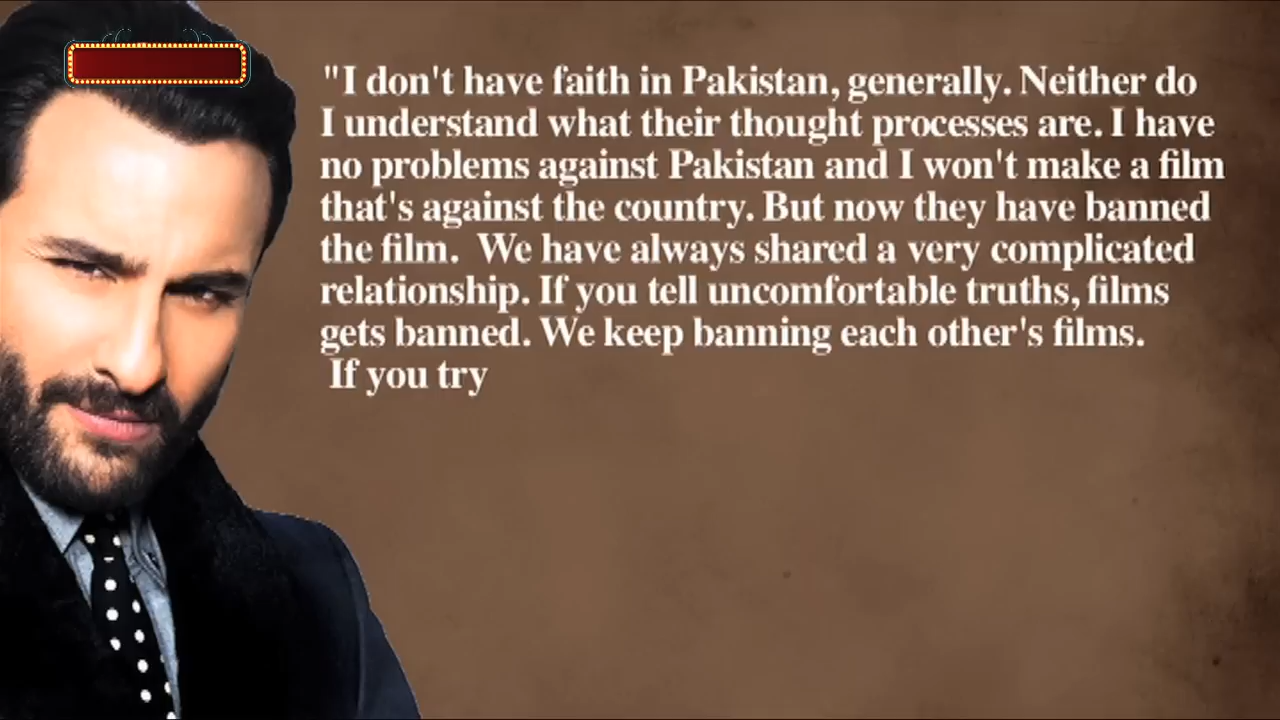 "I don't have faith in Pakistan, generally. Neither do
I understand what their thought processes are. I have
no problems against Pakistan and I won't make a film
that's against the country. But now they have banned
the film.  We have always shared a very complicated
relationship. If you tell uncomfortable truths, films
gets banned. We keep banning each other's films.
If you try